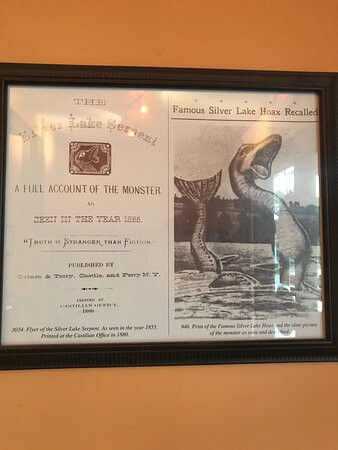 THE
Silver Lake Serpent
A FULL ACCOUNT OF THE MONSTER
AS
SEEN IN THE YEAR 1855.
"TRUTH IS STRANGER THAN FICTION."
PUBLISHED BY
Gaines & Terry, Castile, and Perry N. Y.
PRINTED AT
CASTILIAN OFFICE.
1880
3034. Flyer of the Silver Lake Serpent. As seen in the year 1855.
Printed at the Castilian Office in 1880.
Famous Silver Lake Hoax Recalled
946. Print of the Famous Silver Lake Hoax and the
picture
of the monster as seen and described